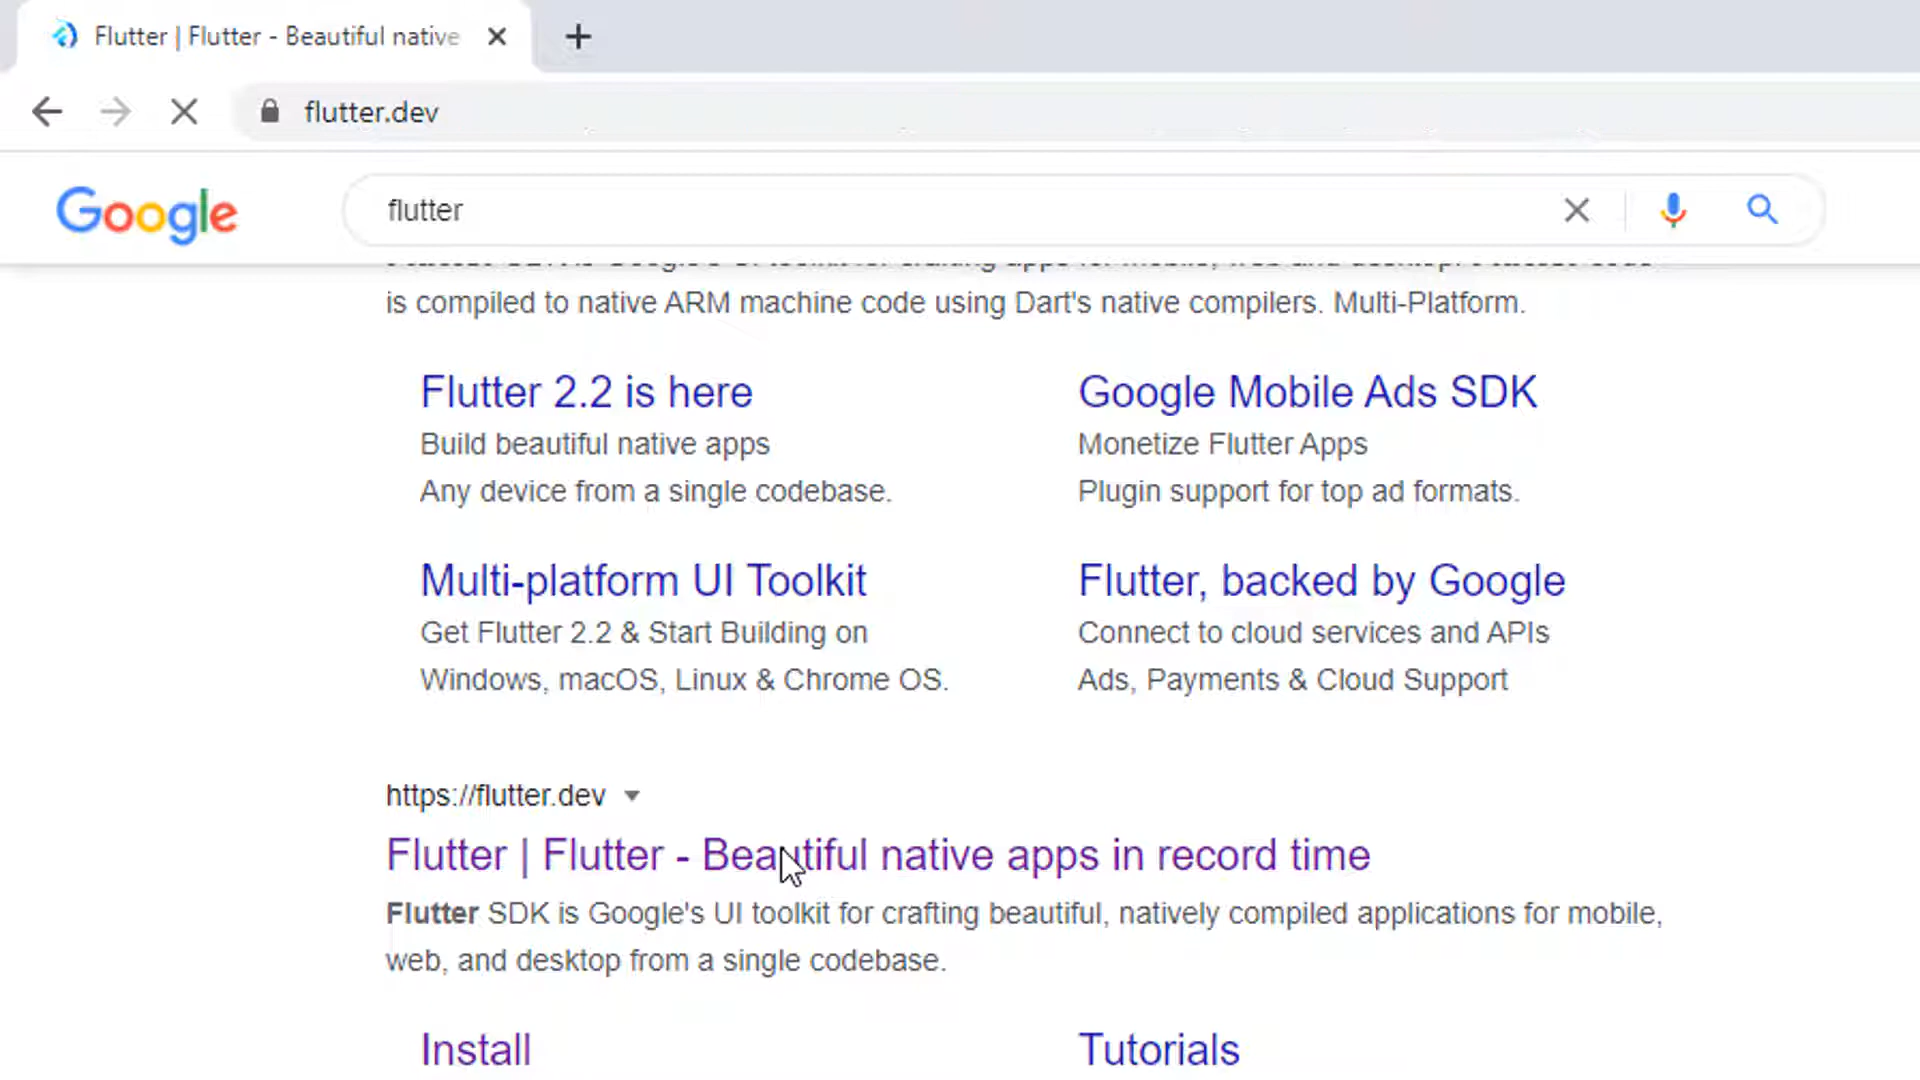 Flutter | Flutter - Beautiful native
flutter.dev
Google
flutter
is compiled to native ARM machine code using Dart's native compilers. Multi-Platform.
Flutter 2.2 is here
Build beautiful native apps
Any device from a single codebase.
Google Mobile Ads SDK
Monetize Flutter Apps
Plugin support for top ad formats.
Multi-platform UI Toolkit
Get Flutter 2.2 & Start Building on
Windows, macOS, Linux & Chrome OS.
Flutter, backed by Google
Connect to cloud services and APIs
Ads, Payments & Cloud Support
https://flutter.dev
Flutter | Flutter - Beautiful native apps in record time
Flutter SDK is Google's UI toolkit for crafting beautiful, natively compiled applications for mobile,
web, and desktop from a single codebase.
Install
Tutorials